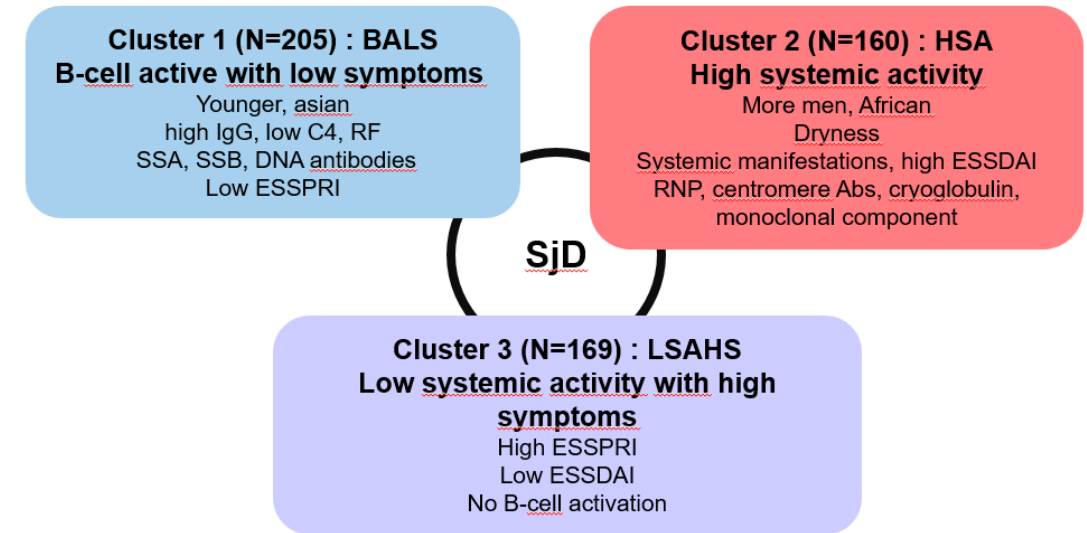 Cluster 1 (N=205) : BALS
B-cell active with low symptoms
Younger, asian
high IgG, low C4, RF
SSA, SSB, DNA antibodies
Low ESSPRI
Cluster 2 (N=160) : HSA
High systemic activity
More men, African
Dryness
Systemic manifestations, high ESSDAI
RNP, centromere Abs, cryoglobulin,
monoclonal component
SjD
Cluster 3 (N=169) : LSAHS
Low systemic activity with high
symptoms
High ESSPRI
Low ESSDAI
No B-cell activation